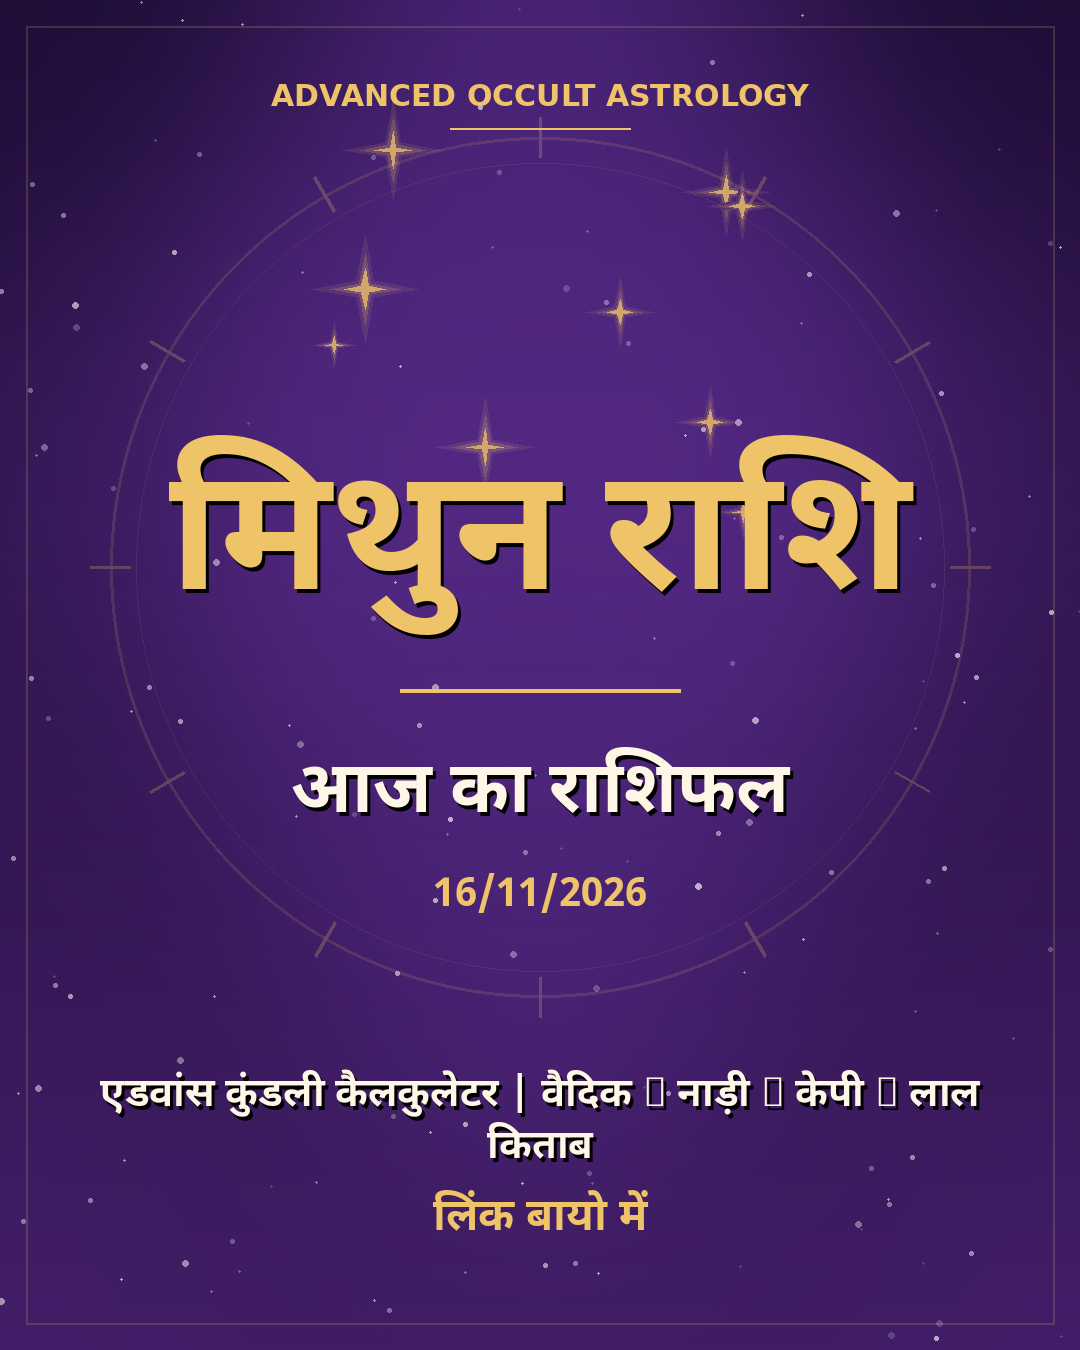 ADVANCED OCCULT ASTROLOGY
मिथुन राशि
आज का राशिफल
16/11/2026
एडवांस कुंडली कैलकुलेटर | वैदिक ▯ नाड़ी ▯ केपी ▯ लाल
किताब
लिंक बायो में